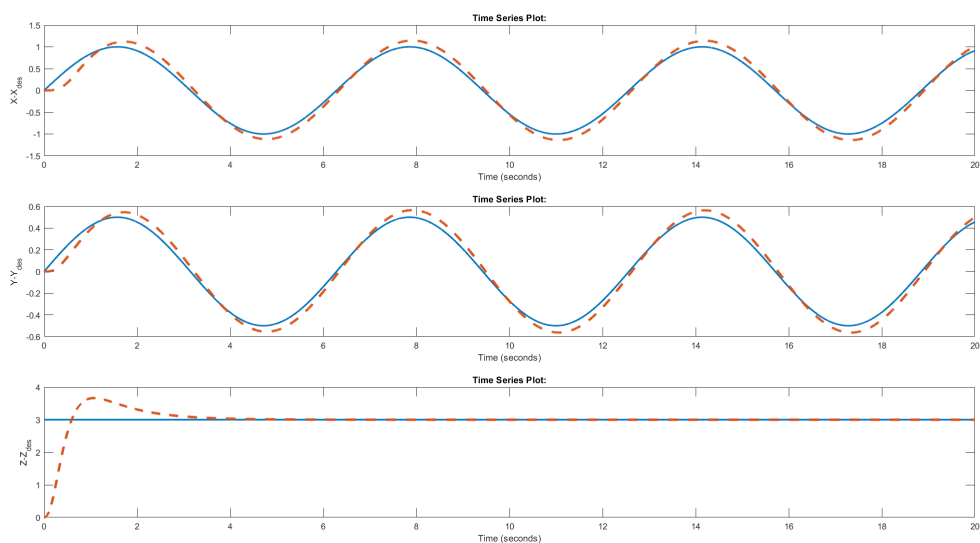 Time Series Plot:
1.5
1
0.5
0
-0.5
-1
-1.5
X-X_des
0 2 4 6 8 10 12 14 16 18 20
Time (seconds)
Time Series Plot:
0.6
0.4
0.2
0
-0.2
-0.4
-0.6
Y-Y_des
0 2 4 6 8 10 12 14 16 18 20
Time (seconds)
Time Series Plot:
4
3
2
1
0
Z-Z_des
0 2 4 6 8 10 12 14 16 18 20
Time (seconds)